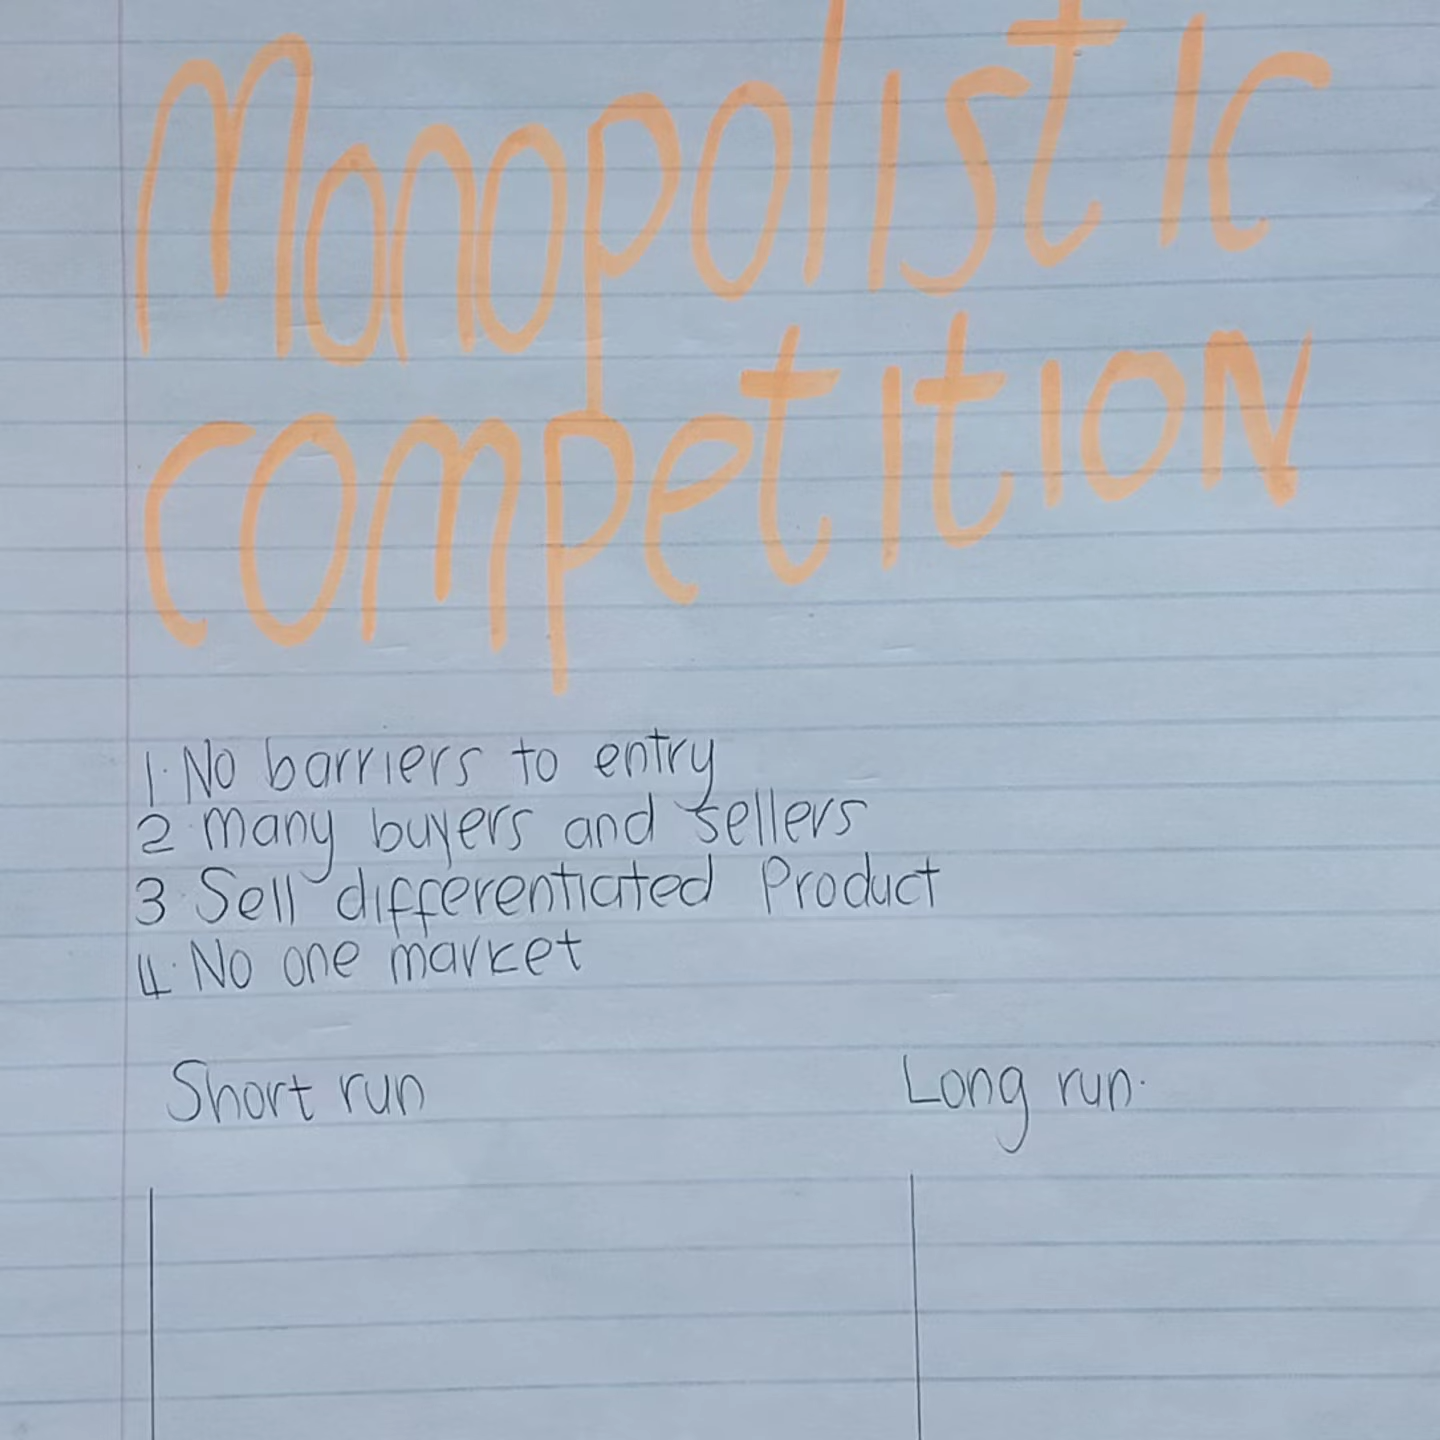 Monopolistic
competition
1. No barriers to entry
2. many buyers and sellers
3. Sell differentiated Product
4. No one market
Short run
Long run.